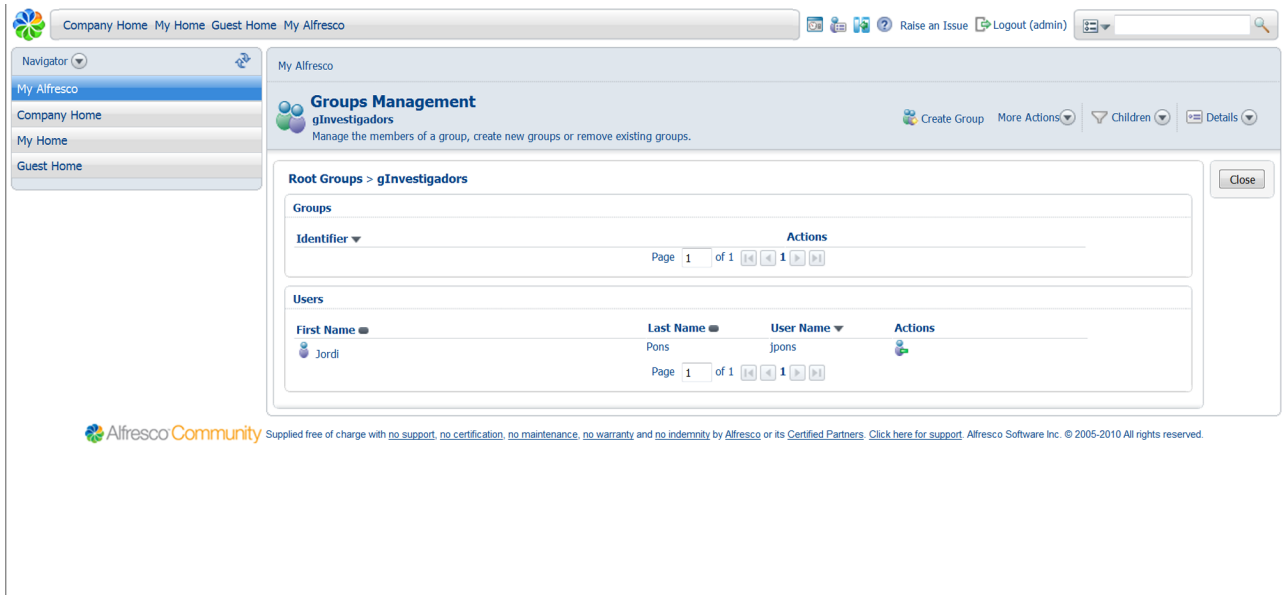 Company Home My Home Guest Home My Alfresco
Raise an Issue Logout (admin)
Navigator
My Alfresco
Company Home
My Home
Guest Home
My Alfresco
Groups Management
gInvestigadors
Manage the members of a group, create new groups or remove existing groups.
Create Group More Actions Children Details
Root Groups > gInvestigadors
Close
Groups
Identifier Actions
Page 1 of 1 1
Users
First Name Last Name User Name Actions
Jordi Pons jpons
Page 1 of 1 1
Alfresco Community Supplied free of charge with no support, no certification, no maintenance, no warranty and no indemnity by Alfresco or its Certified Partners. Click here for support. Alfresco Software Inc. © 2005-2010 All rights reserved.